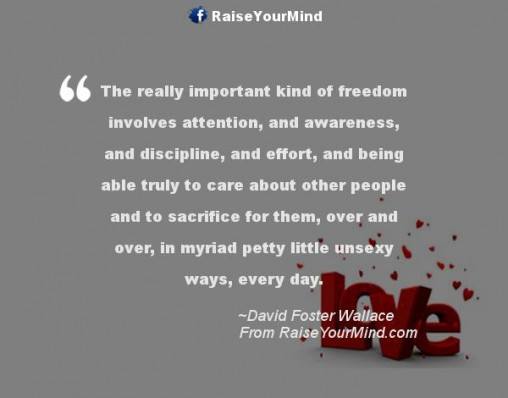 f RaiseYourMind
“ The really important kind of freedom
involves attention, and awareness,
and discipline, and effort, and being
able truly to care about other people
and to sacrifice for them, over and
over, in myriad petty little unsexy
ways, every day.
~David Foster Wallace
From RaiseYourMind.com
Love